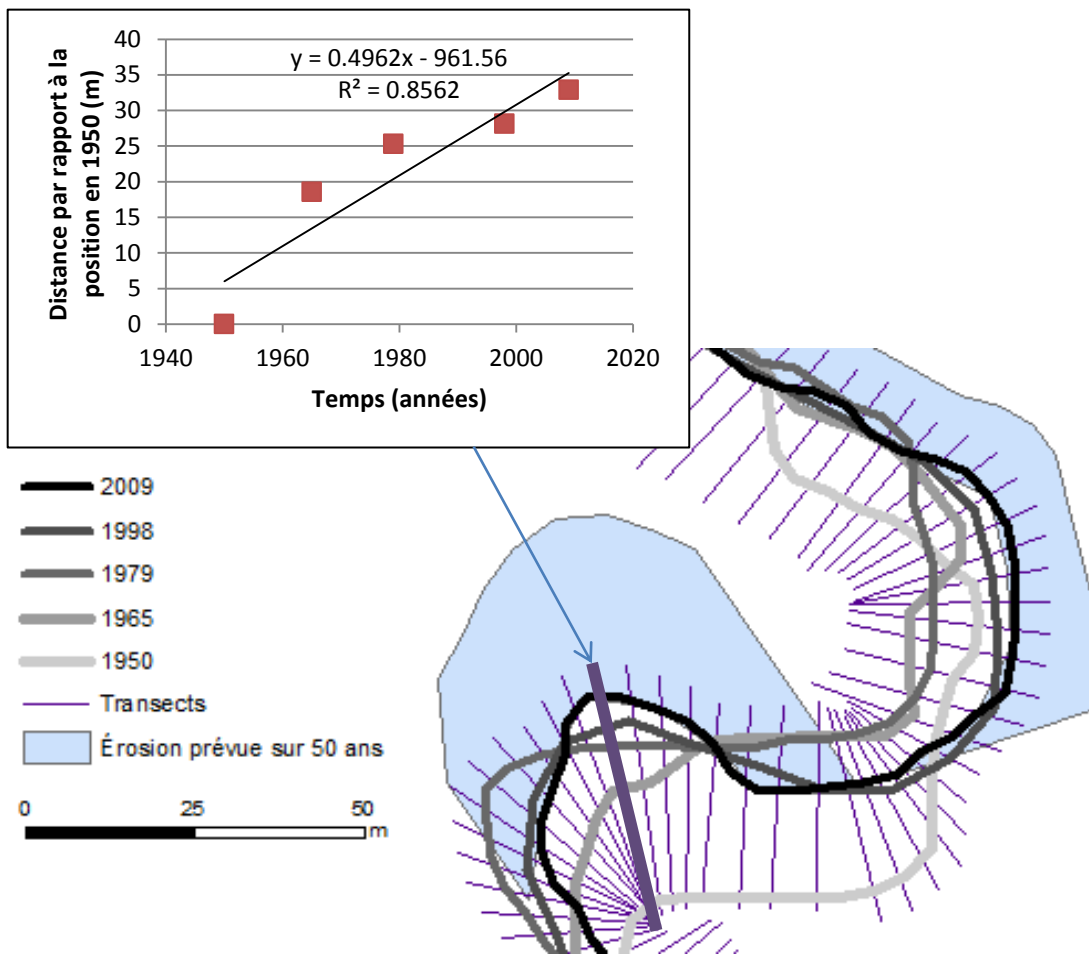 y = 0.4962x - 961.56
R² = 0.8562
Distance par rapport à la
position en 1950 (m)
40
35
30
25
20
15
10
5
0
1940 1960 1980 2000 2020
Temps (années)
2009
1998
1979
1965
1950
Transects
Érosion prévue sur 50 ans
0 25 50
m